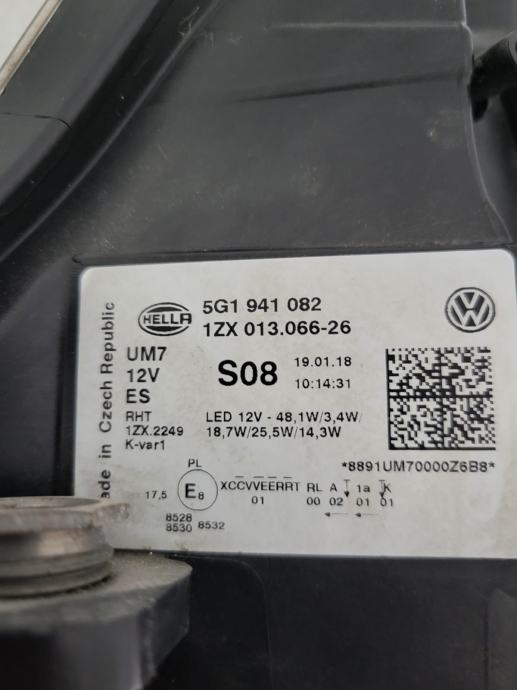 HELLA
5G1 941 082
1ZX 013.066-26
UM7
12V
ES
S08
19.01.18
10:14:31
RHT
1ZX.2249
K-var1
LED 12V - 48,1W/3,4W/
18,7W/25,5W/14,3W
*8891UM70000Z6B8*
ade in Czech Republic
PL
17,5
E8
XCCVVEERRT RL A 1a K
01 00 02 01 01
8528
8530 8532